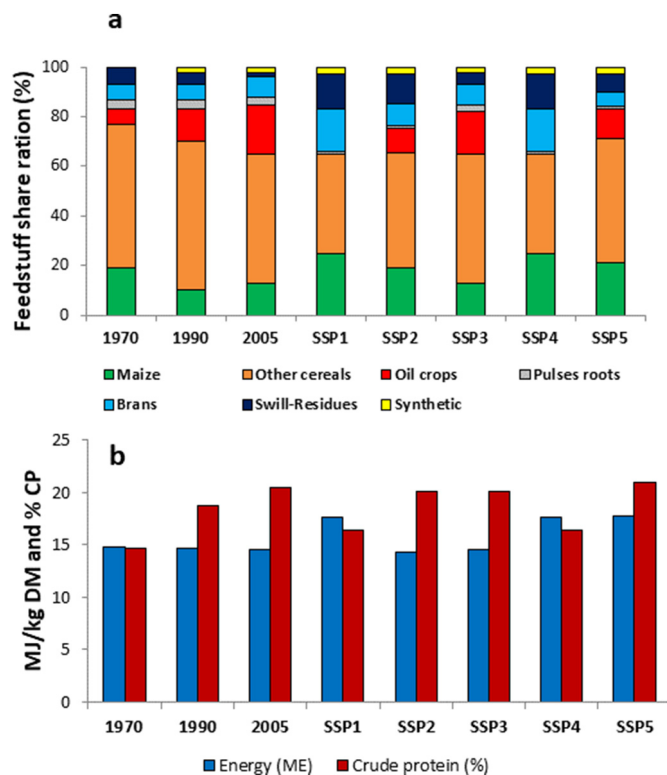 a
Feedstuff share ration (%)
100
80
60
40
20
0
1970 1990 2005 SSP1 SSP2 SSP3 SSP4 SSP5
Maize Other cereals Oil crops Pulses roots
Brans Swill-Residues Synthetic
b
MJ/kg DM and % CP
25
20
15
10
5
0
1970 1990 2005 SSP1 SSP2 SSP3 SSP4 SSP5
Energy (ME) Crude protein (%)